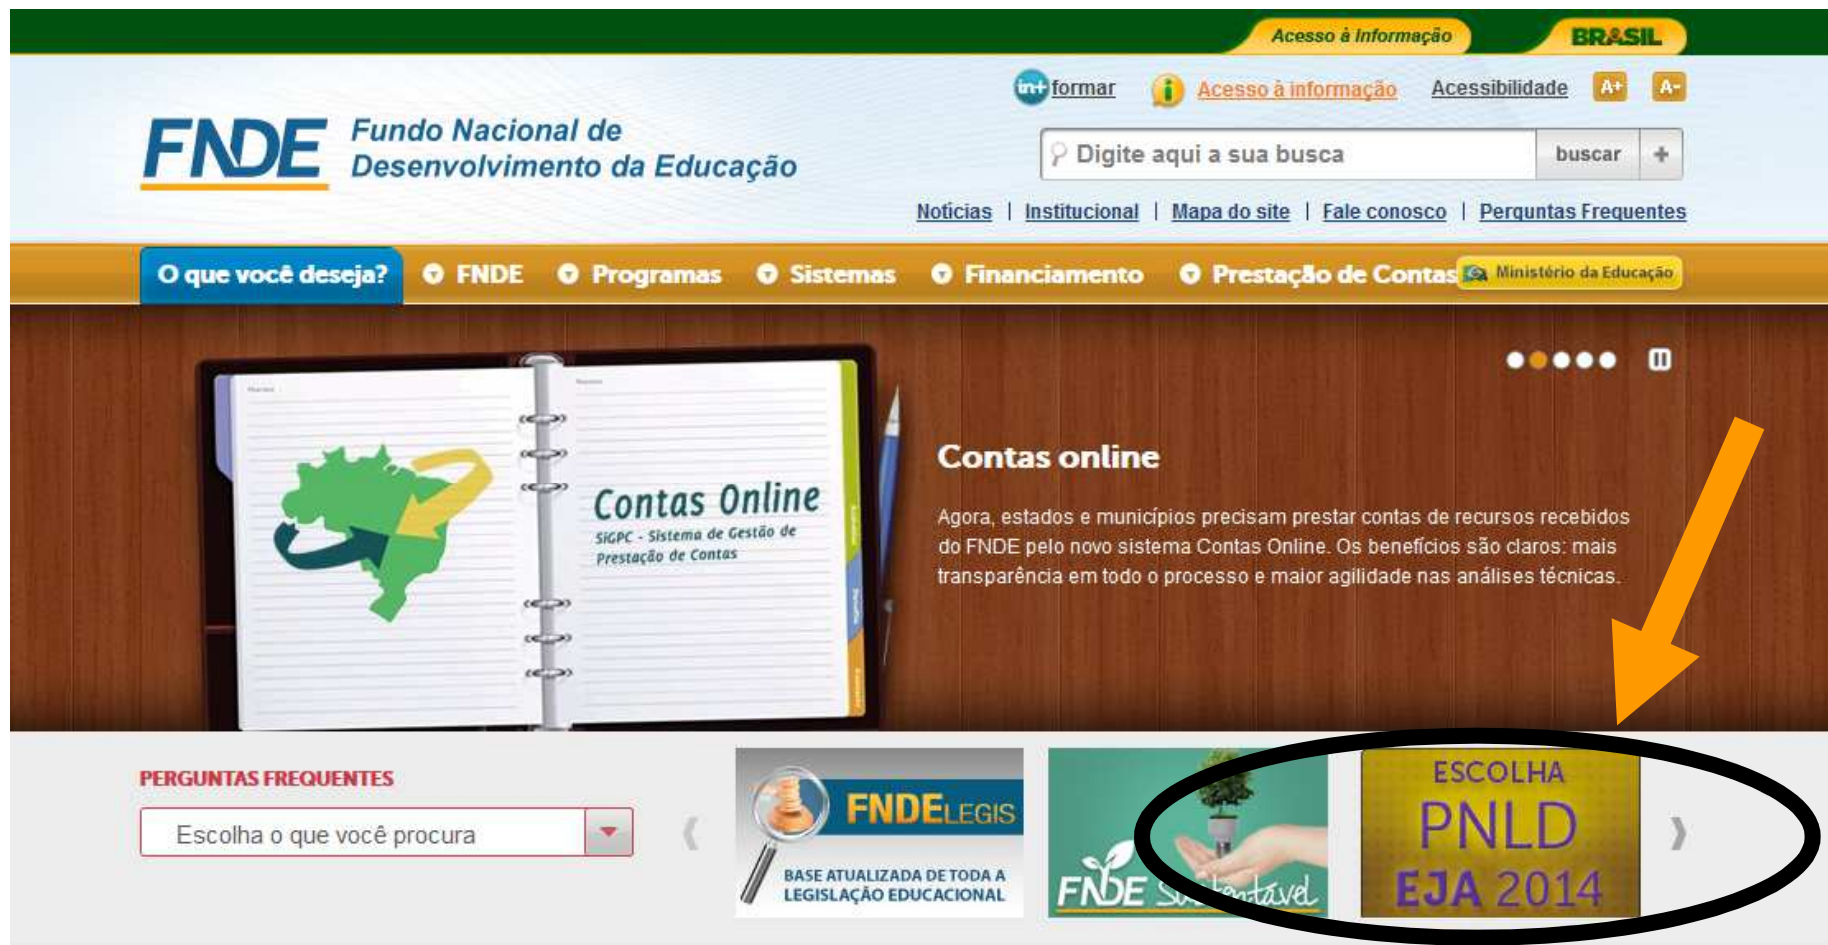 Acesso à Informação
BRASIL
in+ formar
Acesso à informação
Acessibilidade
A+
A-
FNDE
Fundo Nacional de
Desenvolvimento da Educação
Digite aqui a sua busca
buscar
+
Notícias | Institucional | Mapa do site | Fale conosco | Perguntas Frequentes
O que você deseja?
FNDE
Programas
Sistemas
Financiamento
Prestação de Contas
Ministério da Educação
Contas Online
SiGPC - Sistema de Gestão de
Prestação de Contas
Contas online
Agora, estados e municípios precisam prestar contas de recursos recebidos
do FNDE pelo novo sistema Contas Online. Os benefícios são claros: mais
transparência em todo o processo e maior agilidade nas análises técnicas.
PERGUNTAS FREQUENTES
Escolha o que você procura
FNDELEGIS
BASE ATUALIZADA DE TODA A
LEGISLAÇÃO EDUCACIONAL
FNDE Sustentável
ESCOLHA
PNLD
EJA 2014